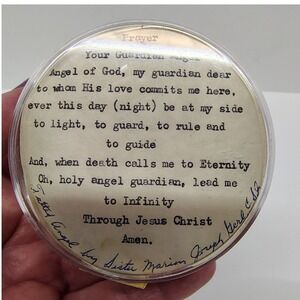 Prayer
Your Guardian Angel
Angel of God, my guardian dear
to whom His love commits me here,
ever this day (night) be at my side
to light, to guard, to rule and
to guide
And, when death calls me to Eternity
Oh, holy angel guardian, lead me
to Infinity
Through Jesus Christ
Amen.
Tatted Angel by Sister Marion Joseph